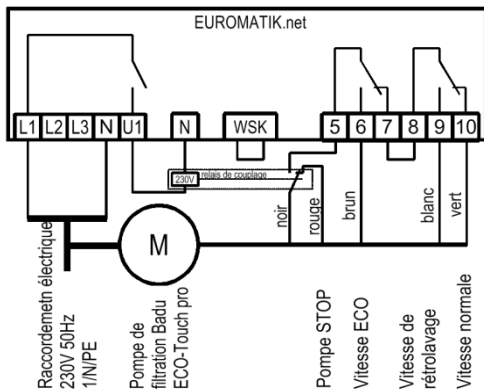 EUROMATIK.net
L1 L2 L3 N U1 N WSK 5 6 7 8 9 10
230V relais de couplage
noir
rouge
brun
blanc
vert
M
Raccordemetn électrique
230V 50Hz
1/N/PE
Pompe de
filtration Badu
ECO-Touch pro
Pompe STOP
Vitesse ECO
Vitesse de
rétrolavage
Vitesse normale